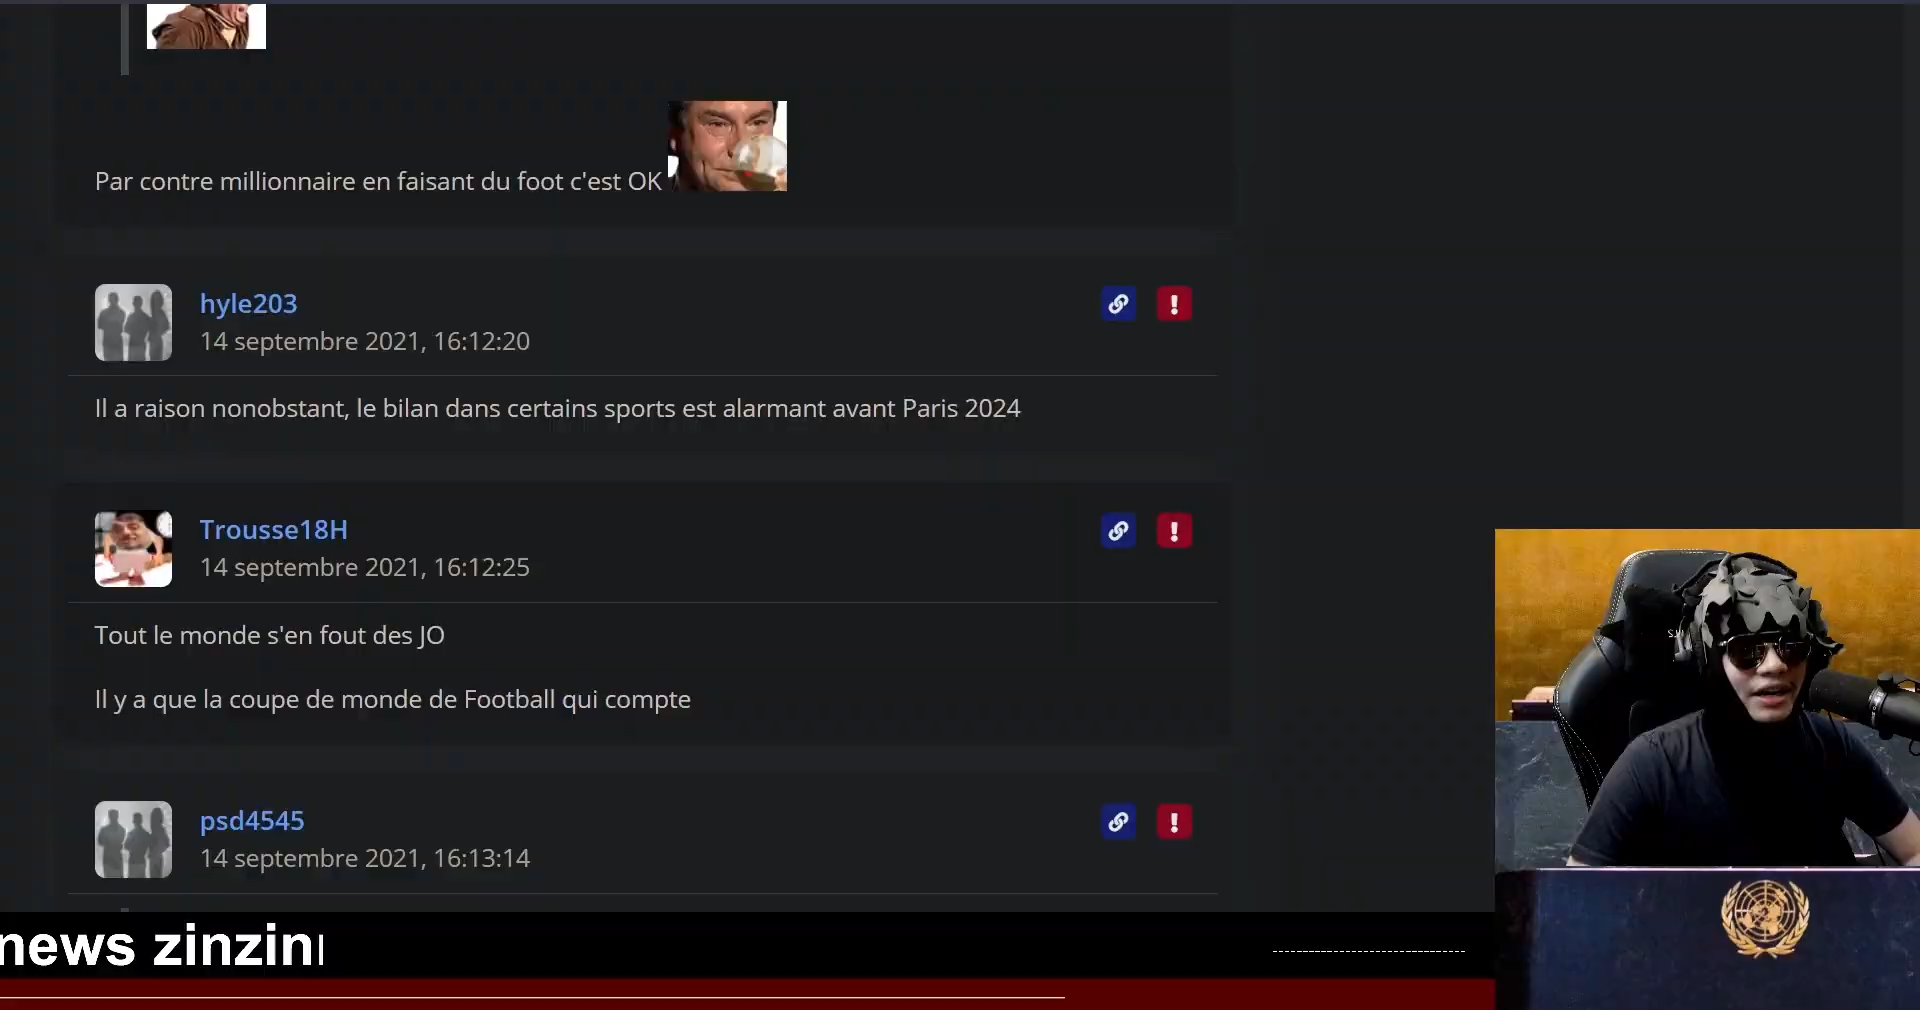 Par contre millionnaire en faisant du foot c'est OK
hyle203
14 septembre 2021, 16:12:20
Il a raison nonobstant, le bilan dans certains sports est alarmant avant Paris 2024
Trousse18H
14 septembre 2021, 16:12:25
Tout le monde s'en fout des JO
Il y a que la coupe de monde de Football qui compte
psd4545
14 septembre 2021, 16:13:14
news zinzin